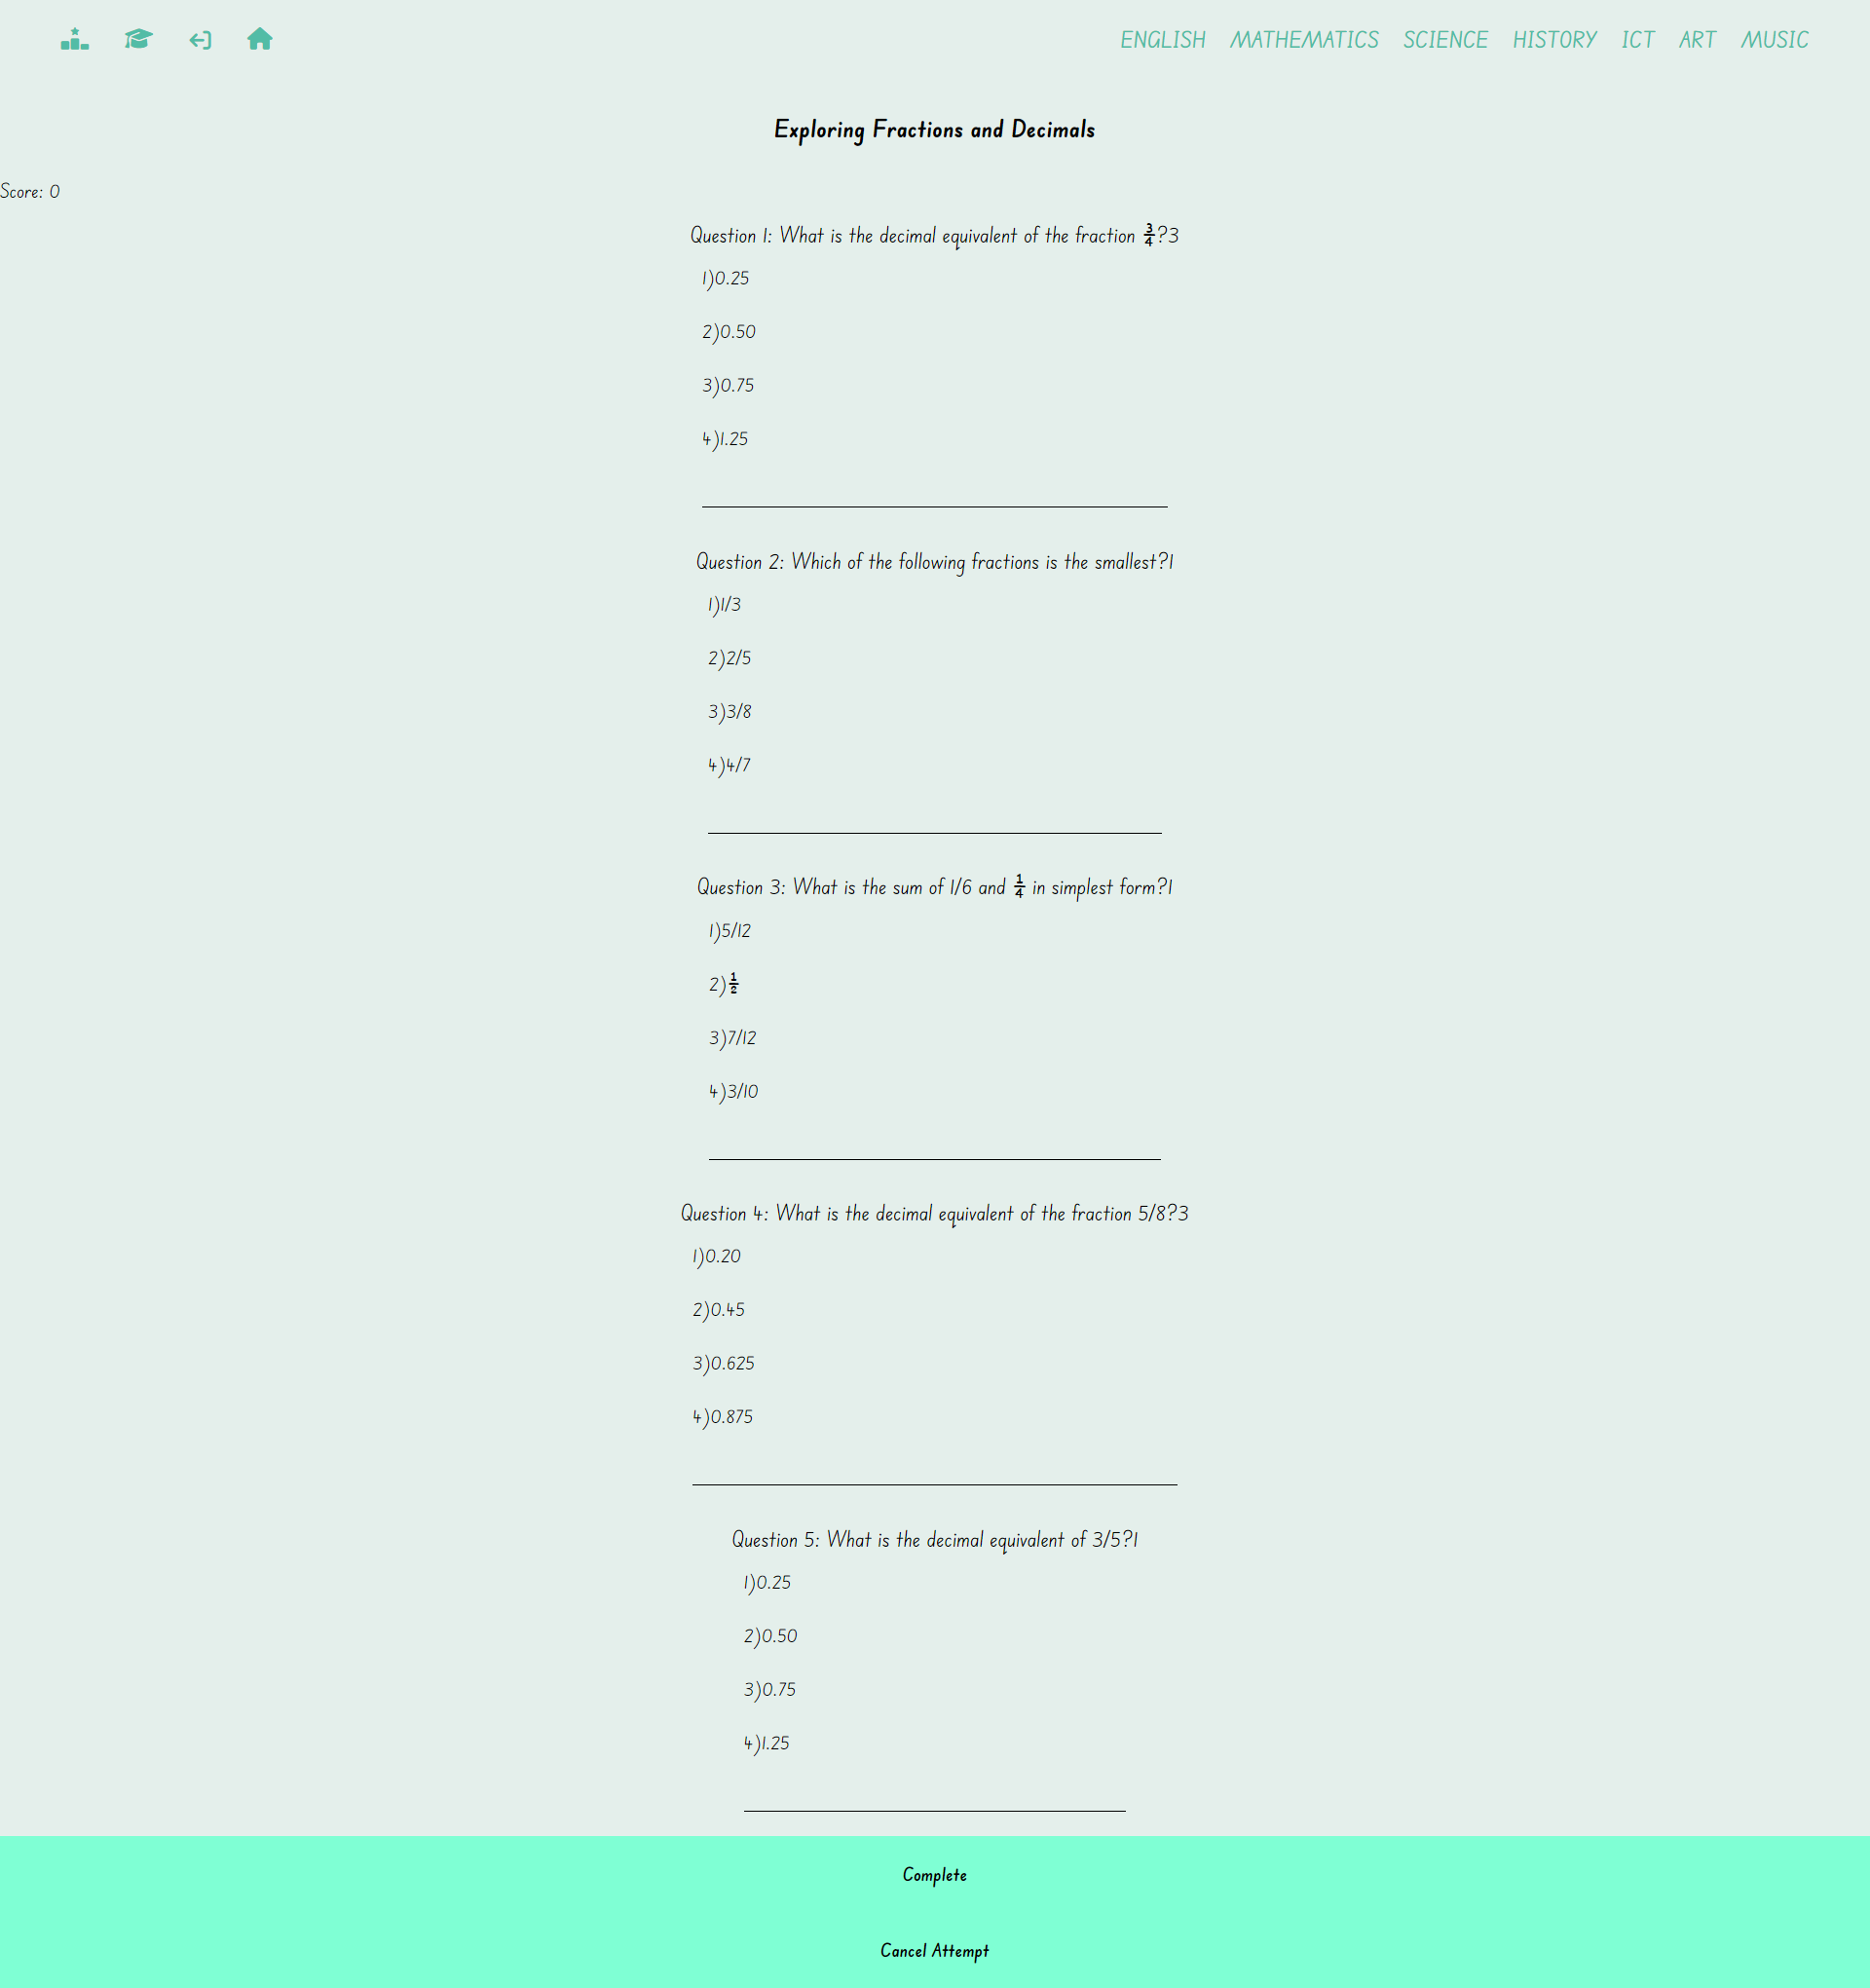 ENGLISH MATHEMATICS SCIENCE HISTORY ICT ART MUSIC
Exploring Fractions and Decimals
Score: 0
Question 1: What is the decimal equivalent of the fraction ¾?3
1)0.25
2)0.50
3)0.75
4)1.25
Question 2: Which of the following fractions is the smallest?1
1)1/3
2)2/5
3)3/8
4)4/7
Question 3: What is the sum of 1/6 and ¼ in simplest form?1
1)5/12
2)½
3)7/12
4)3/10
Question 4: What is the decimal equivalent of the fraction 5/8?3
1)0.20
2)0.45
3)0.625
4)0.875
Question 5: What is the decimal equivalent of 3/5?1
1)0.25
2)0.50
3)0.75
4)1.25
Complete
Cancel Attempt